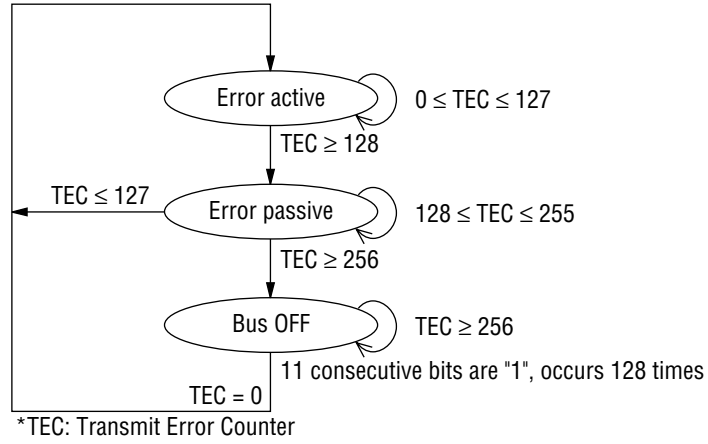 Error active
0 ≤ TEC ≤ 127
TEC ≥ 128
TEC ≤ 127
Error passive
128 ≤ TEC ≤ 255
TEC ≥ 256
Bus OFF
TEC ≥ 256
11 consecutive bits are "1", occurs 128 times
TEC = 0
*TEC: Transmit Error Counter